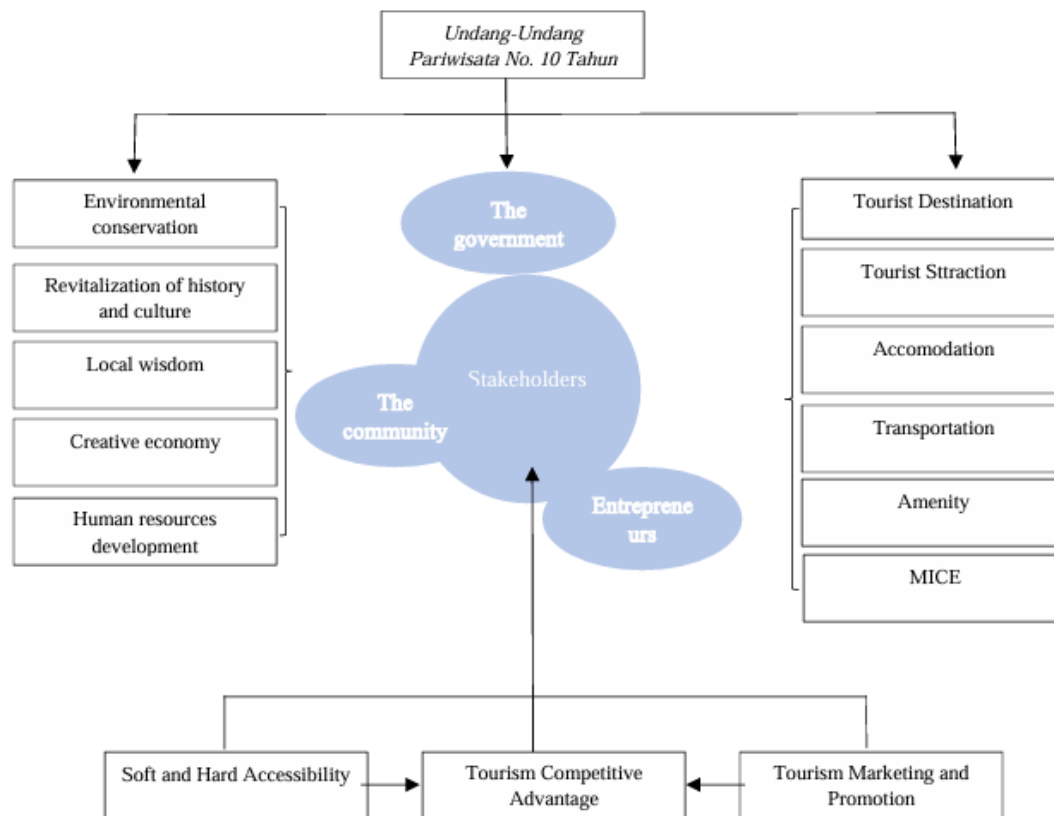 Undang-Undang
Pariwisata No. 10 Tahun
Environmental
conservation
Revitalization of history
and culture
Local wisdom
Creative economy
Human resources
development
The
government
Stakeholders
The
community
Entreprene
urs
Tourist Destination
Tourist Sttraction
Accomodation
Transportation
Amenity
MICE
Soft and Hard Accessibility
Tourism Competitive
Advantage
Tourism Marketing and
Promotion